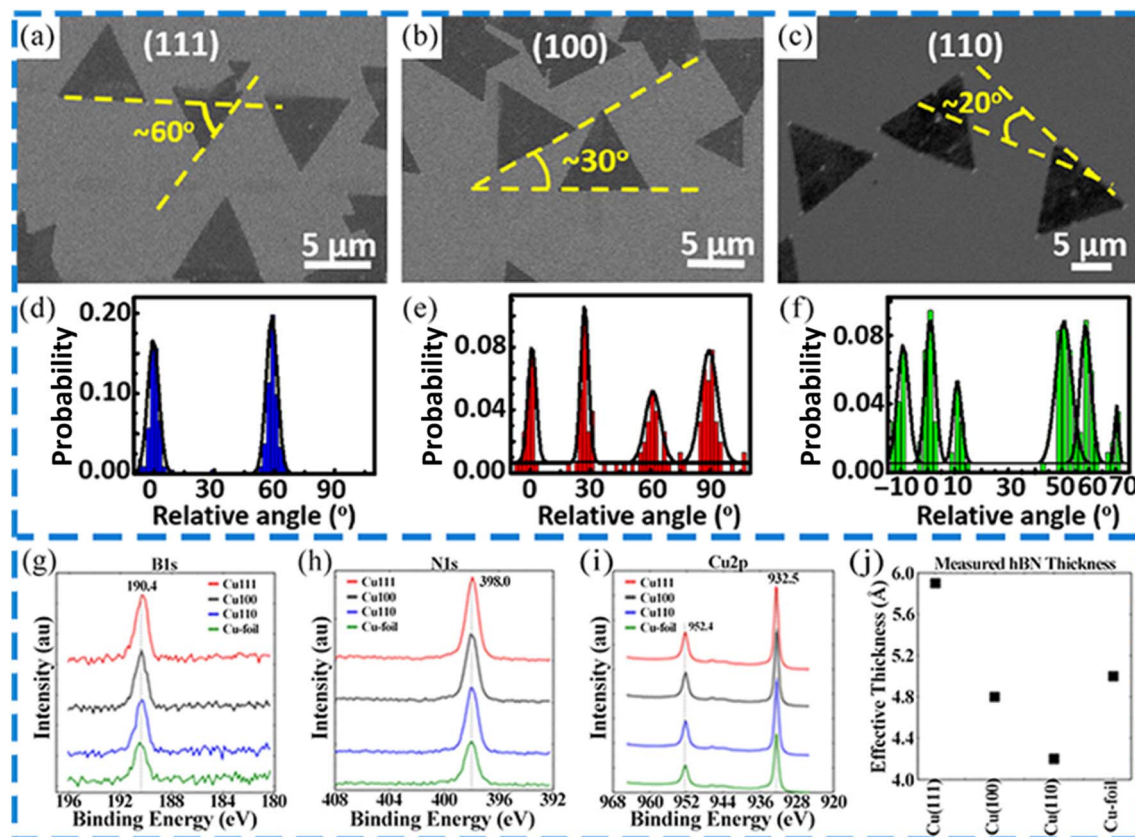 (a)
(111)
~60°
5 μm
(b)
(100)
~30°
5 μm
(c)
(110)
~20°
5 μm
(d)
Probability
0.20
0.10
0.00
0 30 60 90
Relative angle (°)
(e)
Probability
0.08
0.04
0.00
0 30 60 90
Relative angle (°)
(f)
Probability
0.08
0.04
0.00
−10 0 10 30 50 60 70
Relative angle (°)
(g)
B1s
190.4
Cu111
Cu100
Cu110
Cu-foil
Intensity (au)
196 192 188 184 180
Binding Energy (eV)
(h)
N1s
398.0
Cu111
Cu100
Cu110
Cu-foil
Intensity (au)
408 404 400 396 392
Binding Energy (eV)
(i)
Cu2p
932.5
952.4
Cu111
Cu100
Cu110
Cu-foil
Intensity (au)
968 960 952 944 936 928 920
Binding Energy (eV)
(j)
Measured hBN Thickness
Effective Thickness (Å)
6.0
5.6
5.2
4.8
4.4
4.0
Cu(111)
Cu(100)
Cu(110)
Cu-foil